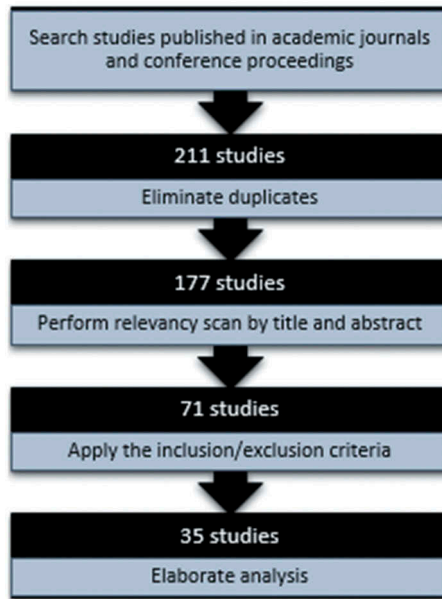 Search studies published in academic journals
and conference proceedings
211 studies
Eliminate duplicates
177 studies
Perform relevancy scan by title and abstract
71 studies
Apply the inclusion/exclusion criteria
35 studies
Elaborate analysis